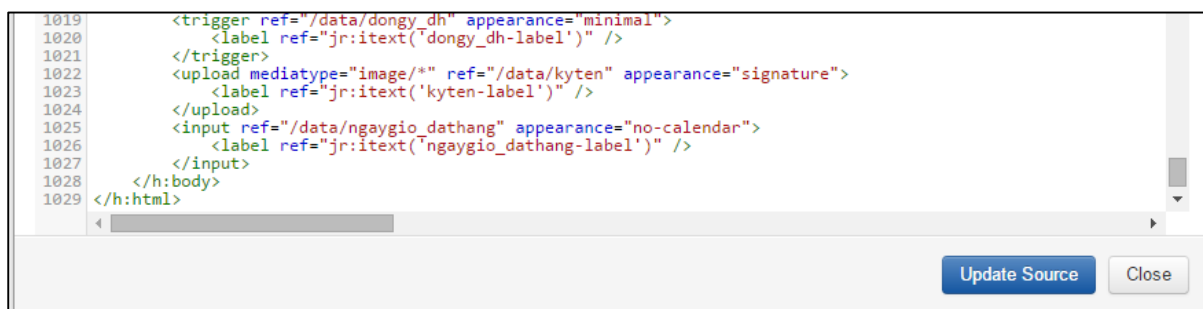 1019 <trigger ref="/data/dongy_dh" appearance="minimal">
1020 <label ref="jr:itext('dongy_dh-label')" />
1021 </trigger>
1022 <upload mediatype="image/*" ref="/data/kyten" appearance="signature">
1023 <label ref="jr:itext('kyten-label')" />
1024 </upload>
1025 <input ref="/data/ngaygio_dathang" appearance="no-calendar">
1026 <label ref="jr:itext('ngaygio_dathang-label')" />
1027 </input>
1028 </h:body>
1029 </h:html>
Update Source Close